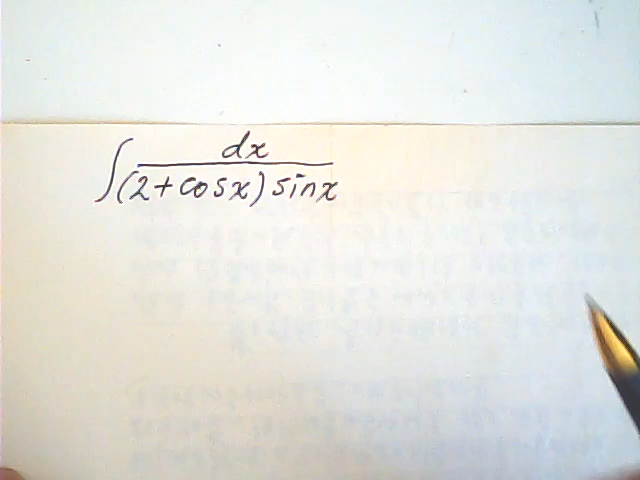 ∫ dx / (2+cosx) sinx